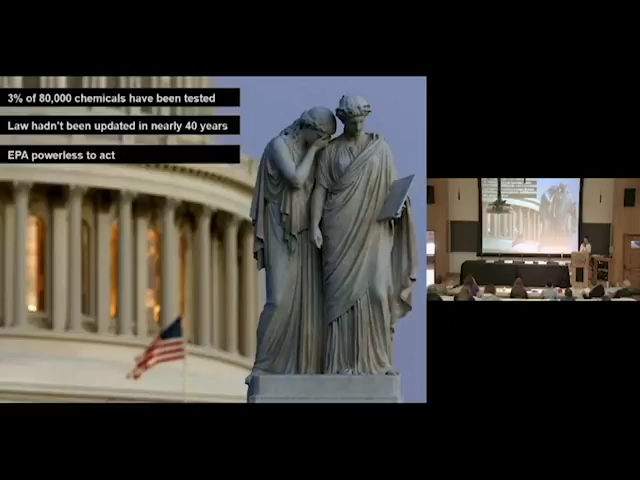 3% of 80,000 chemicals have been tested
Law hadn't been updated in nearly 40 years
EPA powerless to act